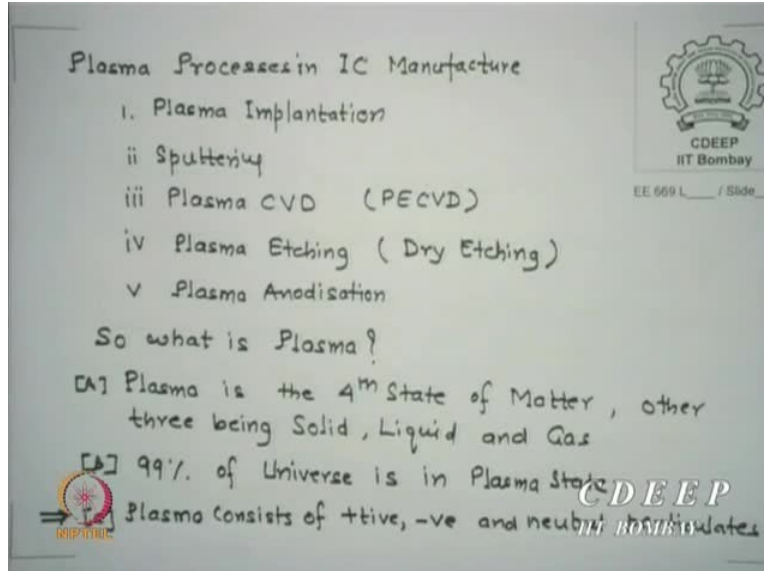 Plasma Processes in IC Manufacture
i. Plasma Implantation
ii Sputtering
iii Plasma CVD (PECVD)
iv Plasma Etching (Dry Etching)
v Plasma Anodisation
So what is Plasma?
[A] Plasma is the 4th State of Matter, other
three being Solid, Liquid and Gas
[B] 99% of Universe is in Plasma State
⇒ Plasma Consists of +tive, -ve and neutral
CDEEP
IIT Bombay
EE 669 L____ / Slide_
NPTEL
CDEEP
IIT BOMBAY